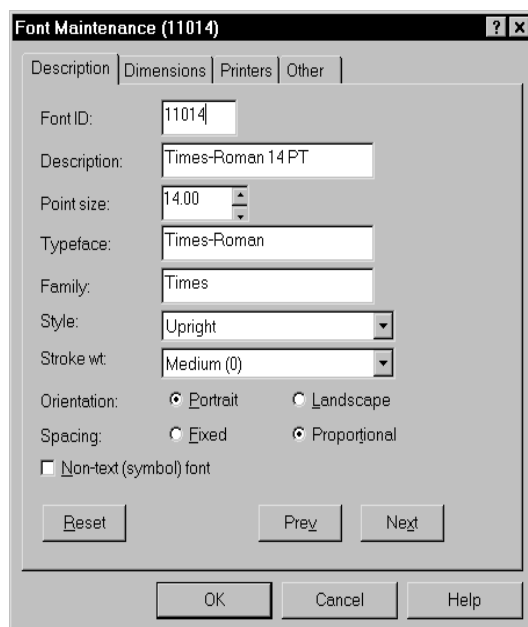 Font Maintenance (11014)
Description Dimensions Printers Other
Font ID: 11014
Description: Times-Roman 14 PT
Point size: 14.00
Typeface: Times-Roman
Family: Times
Style: Upright
Stroke wt: Medium (0)
Orientation: Portrait Landscape
Spacing: Fixed Proportional
Non-text (symbol) font
Reset Prev Next
OK Cancel Help